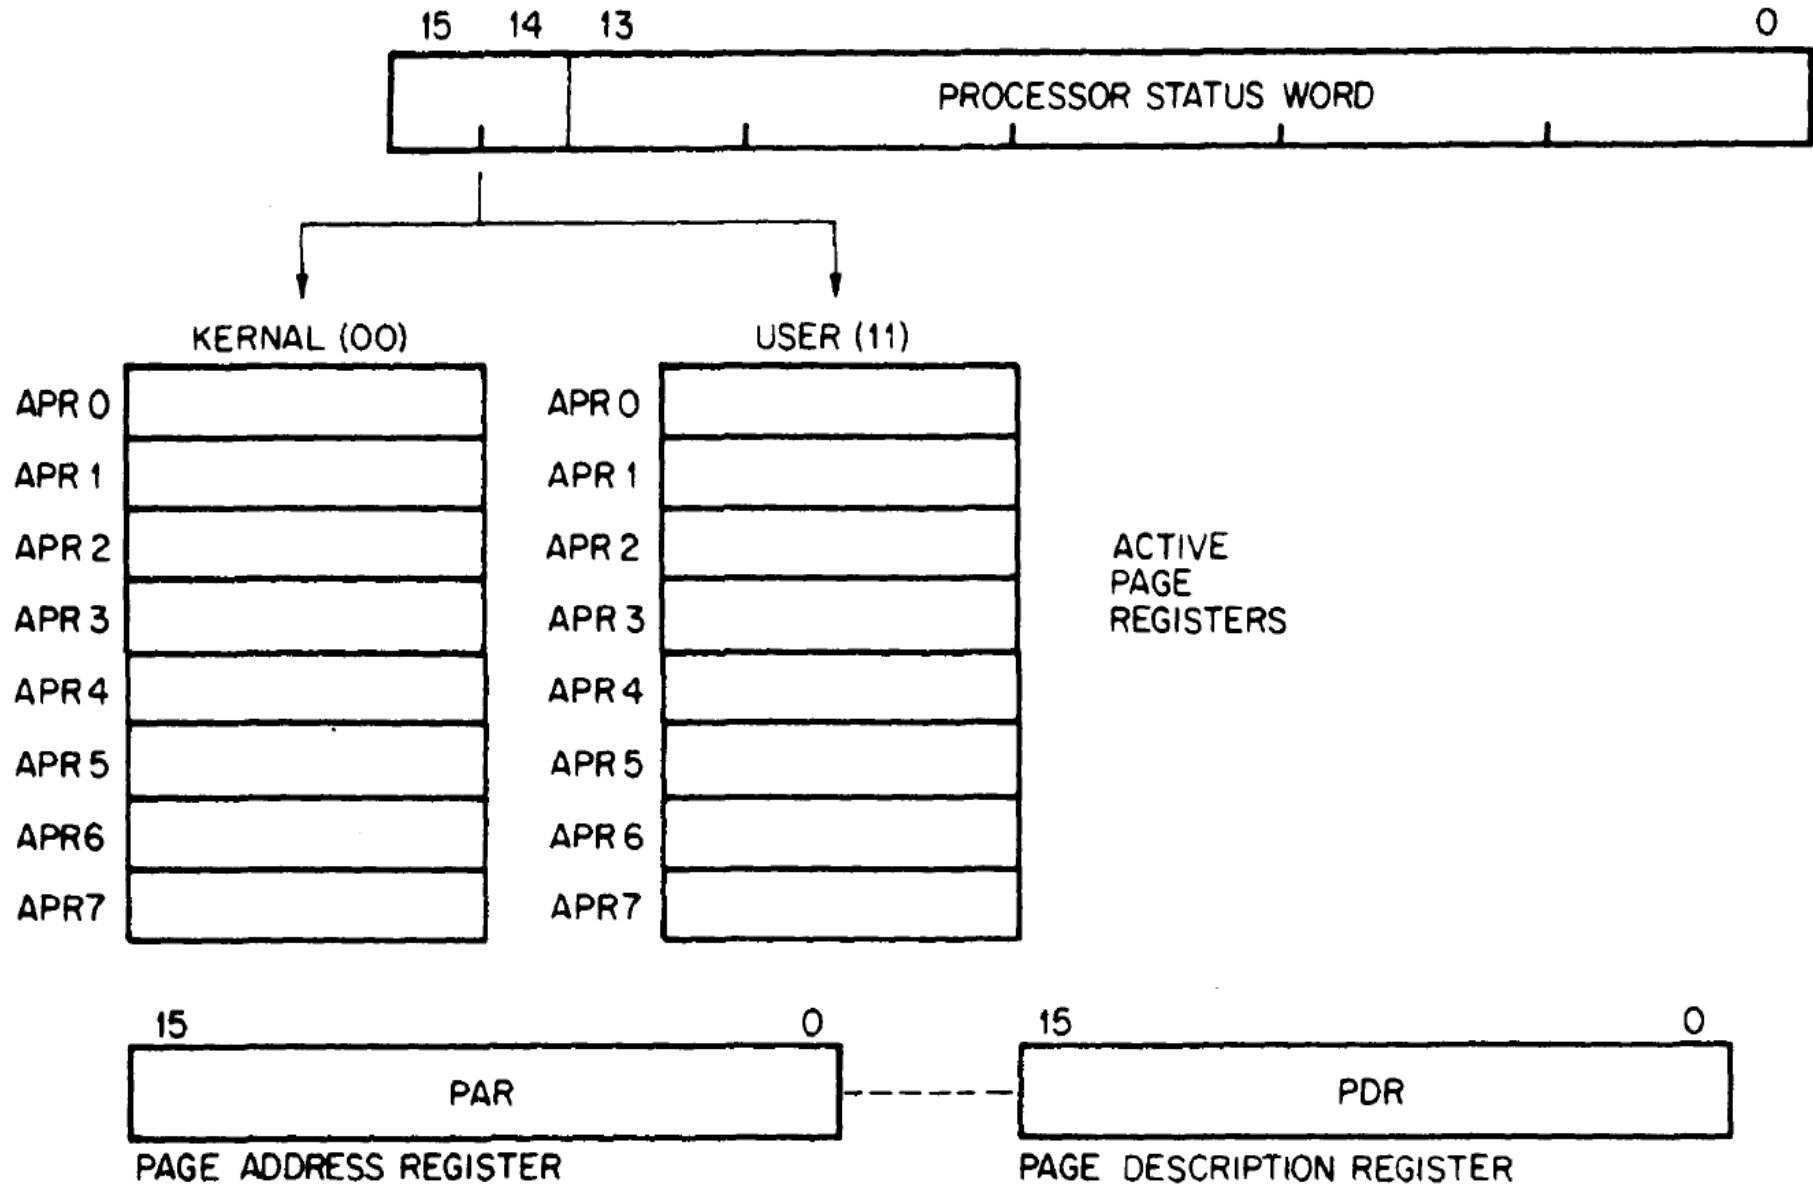 15 14 13 0
PROCESSOR STATUS WORD
KERNAL (00) USER (11)
APR 0 APR 0
APR 1 APR 1
APR 2 APR 2
ACTIVE
PAGE
REGISTERS
APR 3 APR 3
APR 4 APR 4
APR 5 APR 5
APR6 APR 6
APR7 APR7
15 0 15 0
PAR PDR
PAGE ADDRESS REGISTER PAGE DESCRIPTION REGISTER